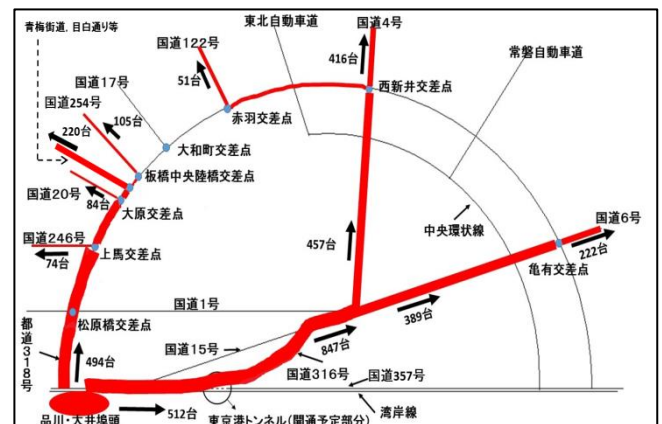 東北自動車道
国道4号
青梅街道，目白通り等
国道122号
416台
常磐自動車道
51台
西新井交差点
国道17号
国道254号
105台
赤羽交差点
220台
大和町交差点
板橋中央陸橋交差点
国道20号
84台
大原交差点
中央環状線
国道6号
国道246号
上馬交差点
457台
222台
74台
亀有交差点
国道1号
389台
松原橋交差点
都道318号
国道15号
847台
494台
国道316号
国道357号
512台
湾岸線
品川・大井埠頭
東京港トンネル(開通予定部分)